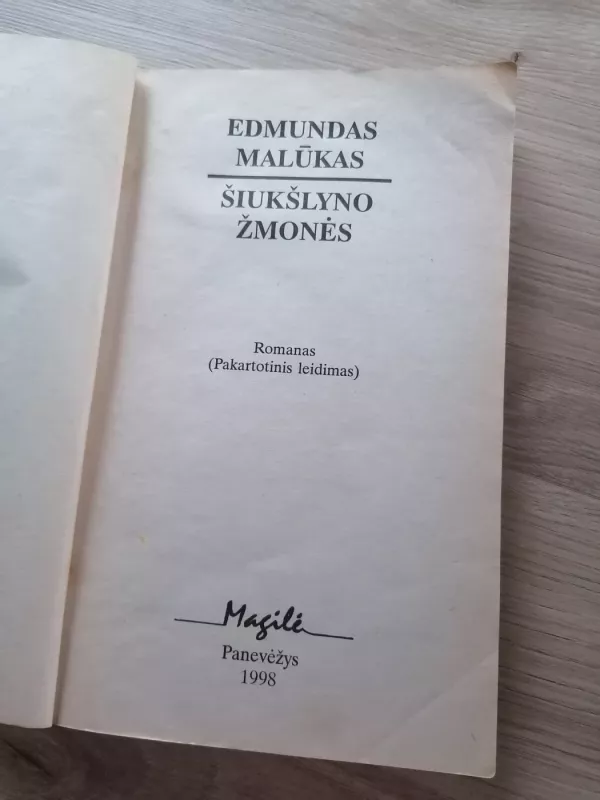 EDMUNDAS
MALŪKAS
ŠIUKŠLYNO
ŽMONĖS
Romanas
(Pakartotinis leidimas)
Magilė
Panevėžys
1998